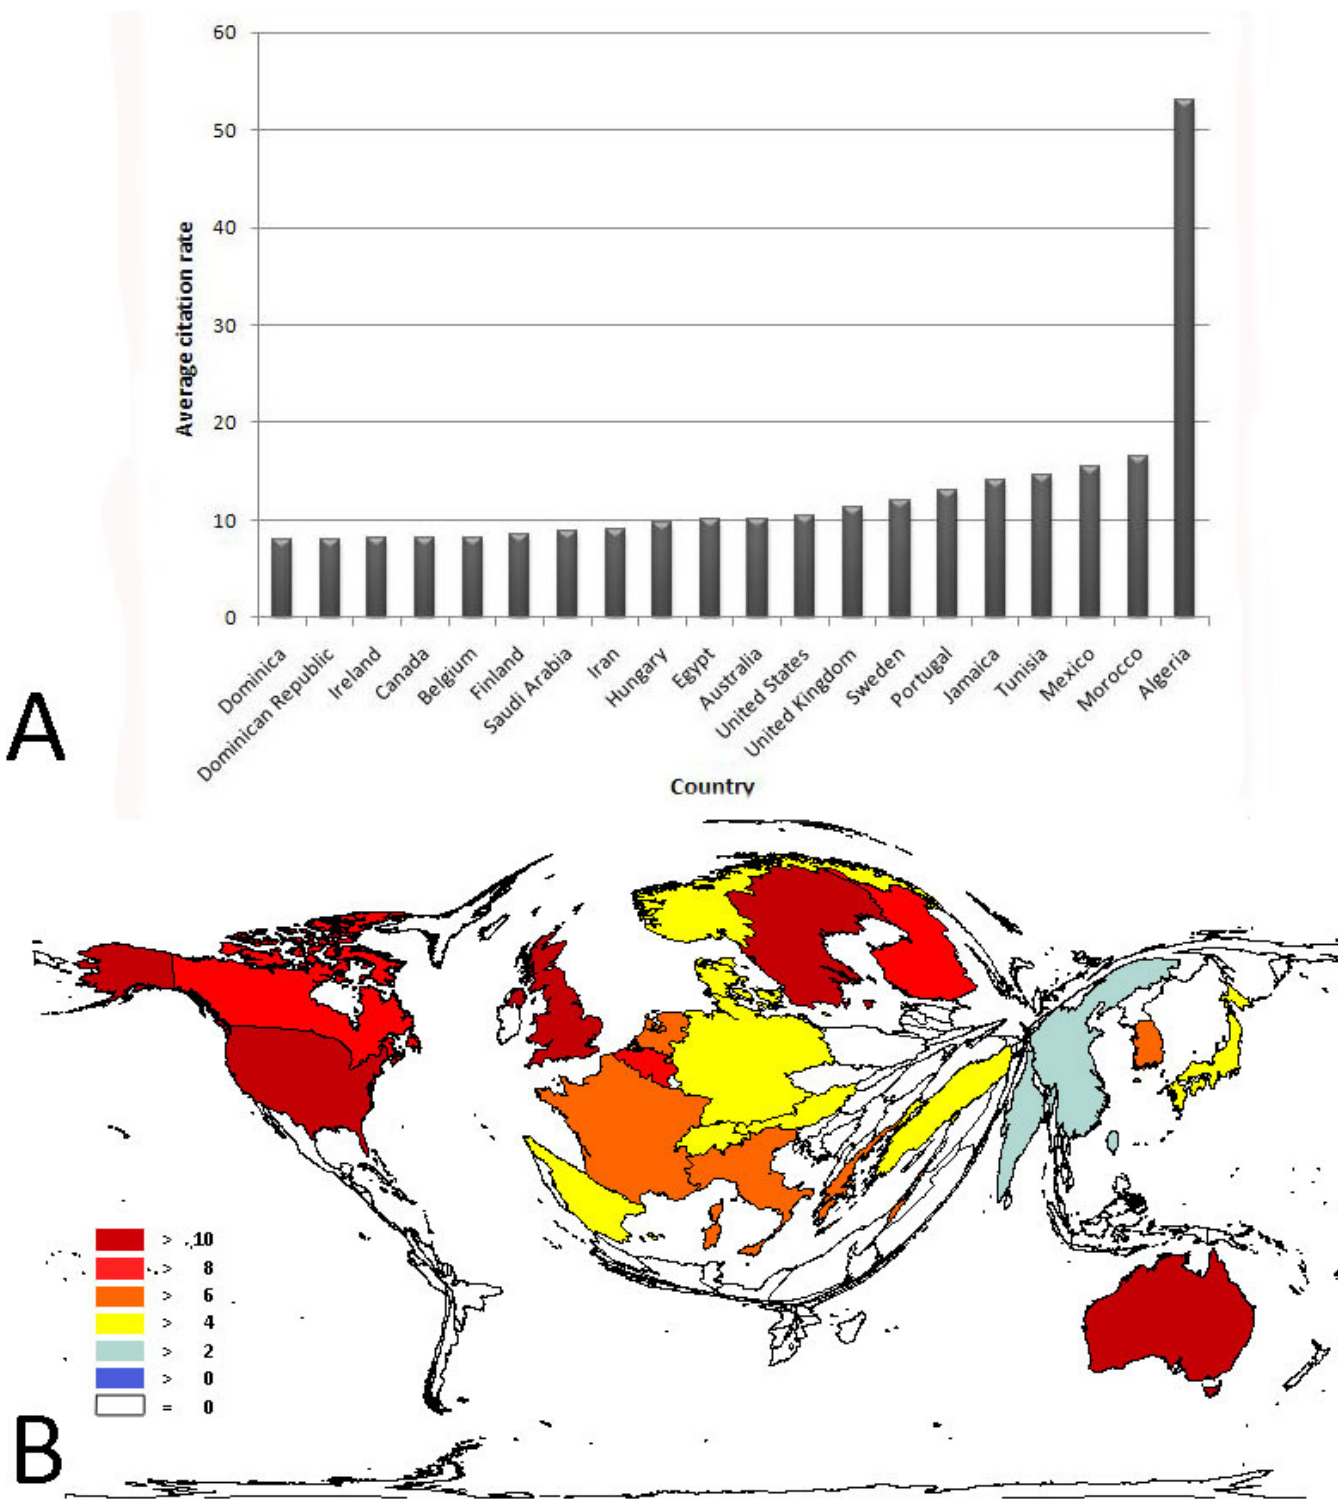 60
50
40
30
20
10
0
Average citation rate
Dominica
Dominican Republic
Ireland
Canada
Belgium
Finland
Saudi Arabia
Iran
Hungary
Egypt
Australia
United States
United Kingdom
Sweden
Portugal
Jamaica
Tunisia
Mexico
Morocco
Algeria
Country
A
> 10
> 8
> 6
> 4
> 2
> 0
= 0
B